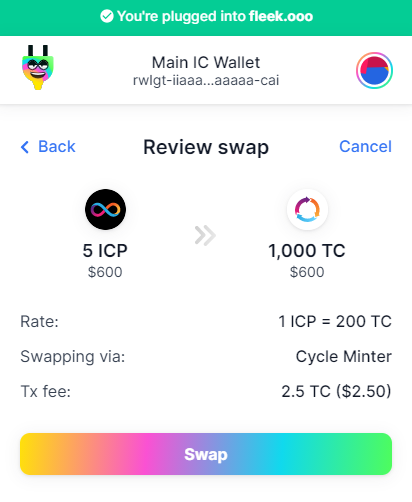 You're plugged into fleek.ooo
Main IC Wallet
rwlgt-iiaaa...aaaaa-cai
Back
Review swap
Cancel
5 ICP
1,000 TC
$600
$600
Rate:
1 ICP = 200 TC
Swapping via:
Cycle Minter
Tx fee:
2.5 TC ($2.50)
Swap